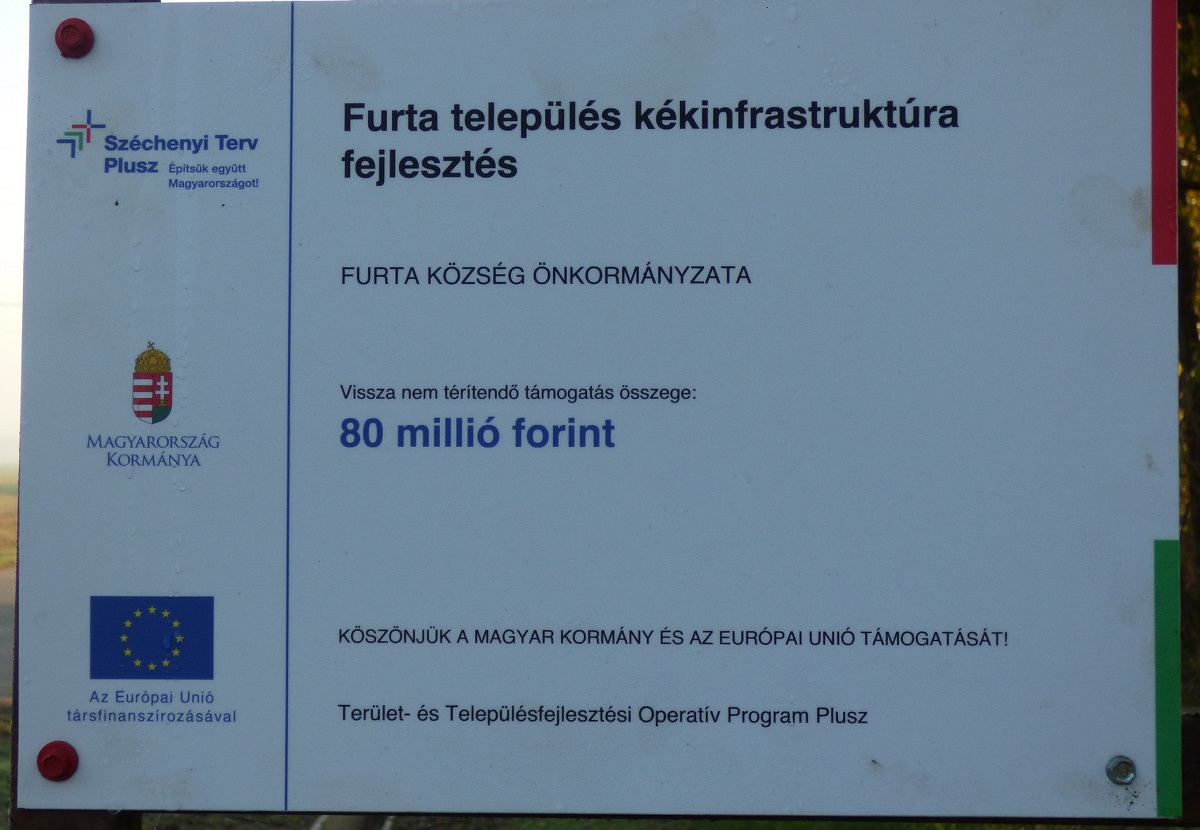 Széchenyi Terv
Plusz Építsük együtt
Magyarországot!
MAGYARORSZÁG
KORMÁNYA
Az Európai Unió
társfinanszírozásával
Furta település kékinfrastruktúra
fejlesztés
FURTA KÖZSÉG ÖNKORMÁNYZATA
Vissza nem térítendő támogatás összege:
80 millió forint
KÖSZÖNJÜK A MAGYAR KORMÁNY ÉS AZ EURÓPAI UNIÓ TÁMOGATÁSÁT!
Terület- és Településfejlesztési Operatív Program Plusz